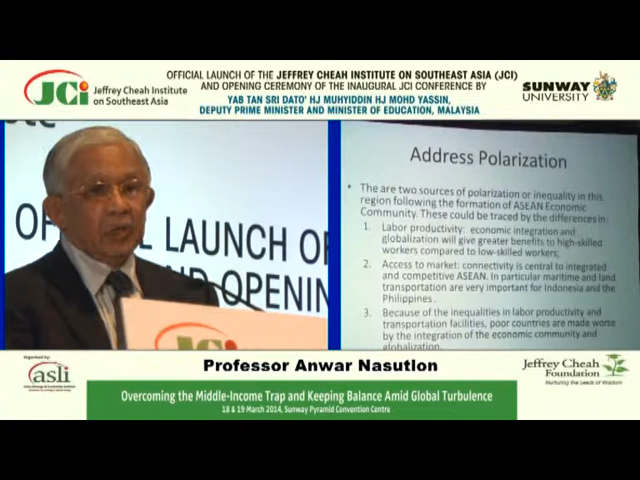 JCi
Jeffrey Cheah Institute
on Southeast Asia
OFFICIAL LAUNCH OF THE JEFFREY CHEAH INSTITUTE ON SOUTHEAST ASIA (JCI)
AND OPENING CEREMONY OF THE INAUGURAL JCI CONFERENCE BY
YAB TAN SRI DATO' HJ MUHYIDDIN HJ MOHD YASSIN,
DEPUTY PRIME MINISTER AND MINISTER OF EDUCATION, MALAYSIA
SUNWAY
UNIVERSITY
LAUNCH OF
ND OPENIN
Address Polarization
• The are two sources of polarization or inequality in this
region following the formation of ASEAN Economic
Community. These could be traced by the differences in:
1. Labor productivity: economic integration and
globalization will give greater benefits to high-skilled
workers compared to low-skilled workers,
2. Access to market: connectivity is central to integrated
and competitive ASEAN. In particular maritime and land
transportation are very important for Indonesia and the
Philippines.
3. Because of the inequalities in labor productivity and
transportation facilities, poor countries are made worse
by the integration of the economic community and
globalization.
Organised by:
asli
Professor Anwar Nasution
Jeffrey Cheah
Foundation
Nurturing the Seeds of Wisdom
Overcoming the Middle-Income Trap and Keeping Balance Amid Global Turbulence
18 & 19 March 2014, Sunway Pyramid Convention Centre